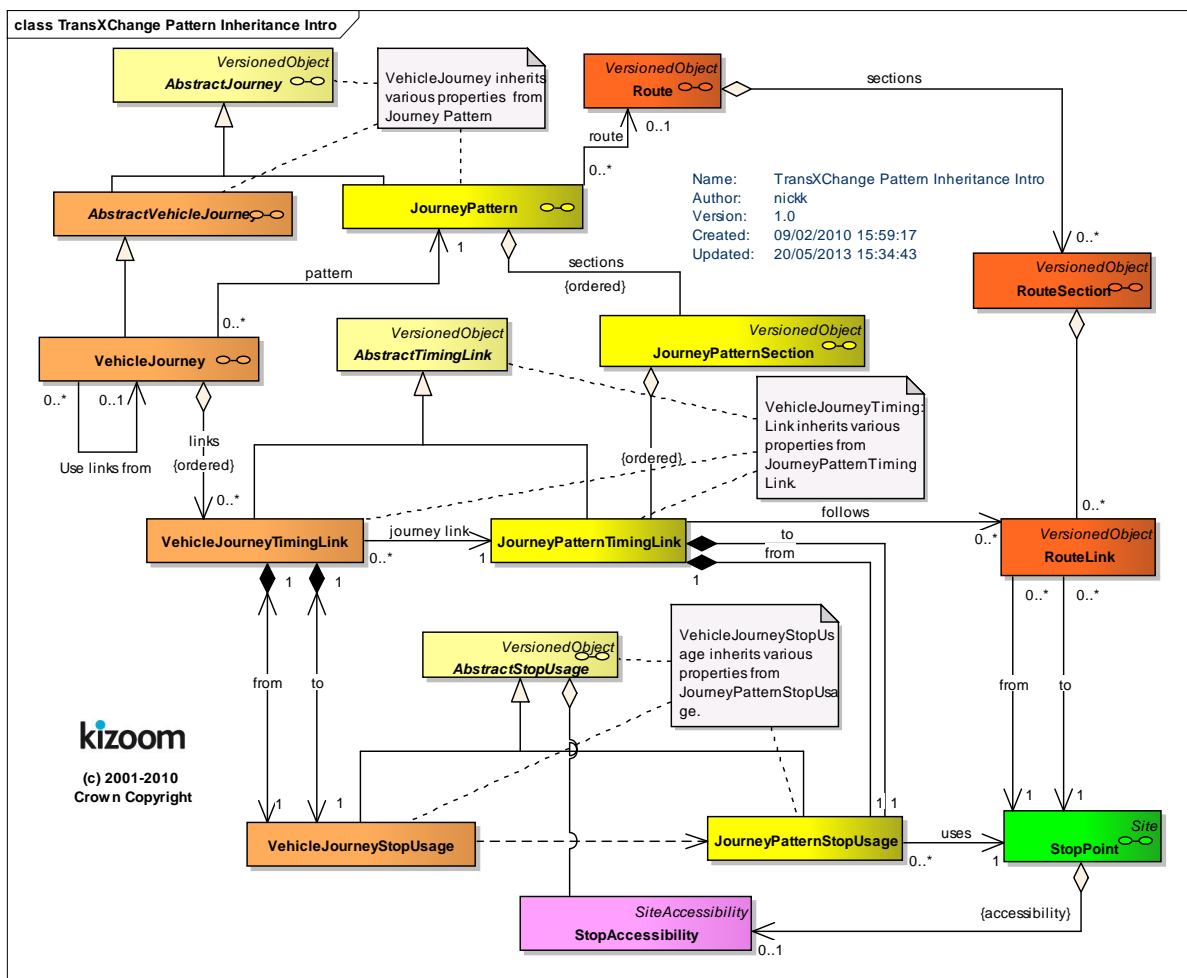 class TransXChange Pattern Inheritance Intro
VersionedObject
AbstractJourney
VehicleJourney inherits
various properties from
Journey Pattern
VersionedObject
Route
sections
0..1
route
0..*
Name: TransXChange Pattern Inheritance Intro
Author: nickk
Version: 1.0
Created: 09/02/2010 15:59:17
Updated: 20/05/2013 15:34:43
AbstractVehicleJourney
JourneyPattern
1
pattern
0..*
sections
{ordered}
0..*
VersionedObject
RouteSection
VersionedObject
AbstractTimingLink
VersionedObject
JourneyPatternSection
VehicleJourney
0..*
0..1
Use links from
links
{ordered}
0..*
{ordered}
VehicleJourneyTiming:
Link inherits various
properties from
JourneyPatternTiming
Link.
0..*
VehicleJourneyTimingLink
journey link
0..*
1
JourneyPatternTimingLink
follows
0..*
to
from
1
VersionedObject
RouteLink
0..*
0..*
1
1
VersionedObject
AbstractStopUsage
VehicleJourneyStopUs
age inherits various
properties from
JourneyPatternStopUsa
ge.
from
to
from
to
kizoom
(c) 2001-2010
Crown Copyright
1
1
1
1
1
1
VehicleJourneyStopUsage
JourneyPatternStopUsage
uses
0..*
1
Site
StopPoint
{accessibility}
0..1
SiteAccessibility
StopAccessibility